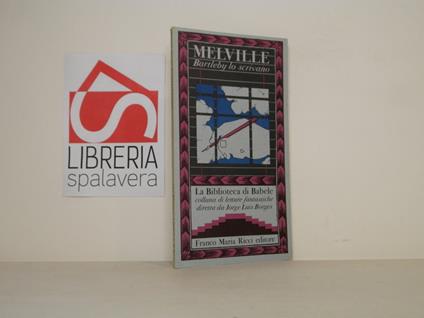 LIBRERIA
spalavera
MELVILLE
Bartleby lo scrivano
La Biblioteca di Babele
collana di letture fantastiche
diretta da Jorge Luis Borges
Franco Maria Ricci editore